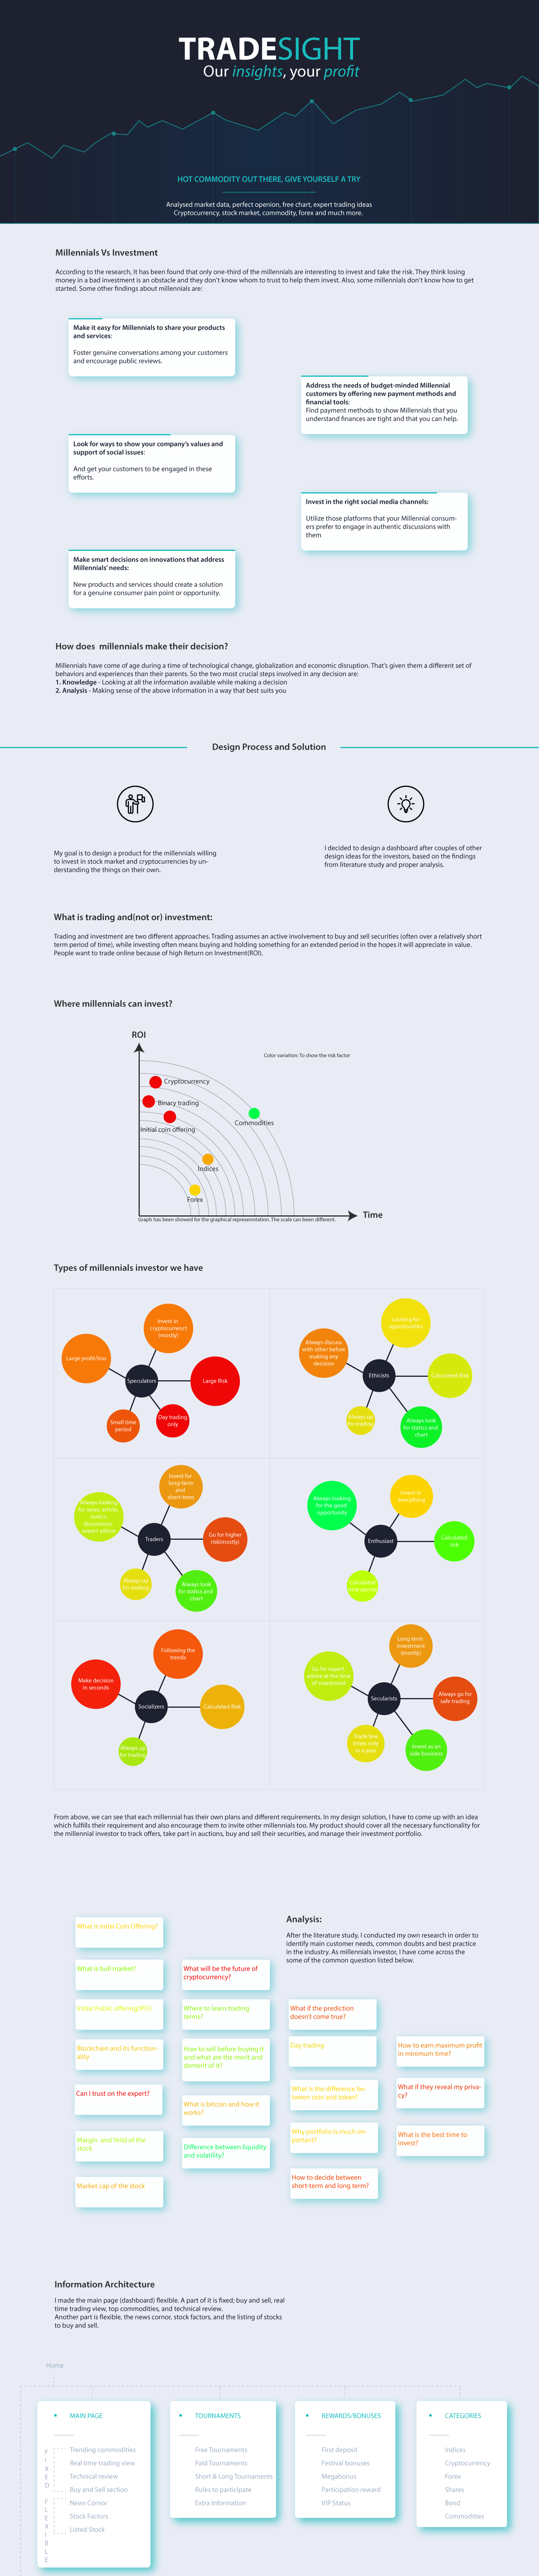 TRADESIGHT
Our insights, your profit
HOT COMMODITY OUT THERE, GIVE YOURSELF A TRY
Analysed market data, perfect openion, free chart, expert trading ideas
Cryptocurrency, stock market, commodity, forex and much more.
Millennials Vs Investment
According to the research, It has been found that only one-third of the millennials are interesting to invest and take the risk. They think losing
money in a bad investment is an obstacle and they don't know whom to trust to help them invest. Also, some millennials don't know how to get
started. Some other findings about millennials are:
Make it easy for Millennials to share your products
and services:
Foster genuine conversations among your customers
and encourage public reviews.
Address the needs of budget-minded Millennial
customers by offering new payment methods and
financial tools:
Find payment methods to show Millennials that you
understand finances are tight and that you can help.
Look for ways to show your company's values and
support of social issues:
And get your customers to be engaged in these
efforts.
Invest in the right social media channels:
Utilize those platforms that your Millennial consum-
ers prefer to engage in authentic discussions with
them
Make smart decisions on innovations that address
Millennials' needs:
New products and services should create a solution
for a genuine consumer pain point or opportunity.
How does millennials make their decision?
Millennials have come of age during a time of technological change, globalization and economic disruption. That's given them a different set of
behaviors and experiences than their parents. So the two most crucial steps involved in any decision are:
1. Knowledge - Looking at all the information available while making a decision
2. Analysis - Making sense of the above information in a way that best suits you
Design Process and Solution
My goal is to design a product for the millennials willing
to invest in stock market and cryptocurrencies by un-
derstanding the things on their own.
I decided to design a dashboard after couples of other
design ideas for the investors, based on the findings
from literature study and proper analysis.
What is trading and(not or) investment:
Trading and investment are two different approaches. Trading assumes an active involvement to buy and sell securities (often over a relatively short
term period of time), while investing often means buying and holding something for an extended period in the hopes it will appreciate in value.
People want to trade online because of high Return on Investment(ROI).
Where millennials can invest?
ROI
Color variation: To show the risk factor
Cryptocurrency
Binary trading
Commodities
Initial coin offering
Indices
Forex
Time
Graph has been showed for the graphical represenntation. The scale can been different.
Types of millennials investor we have
Invest in
cryptocurrenct
(mostly)
Large profit/loss
Speculators
Large Risk
Small time
period
Day trading
only
Looking for
opportunities
Always discuss
with other before
making any
decision
Ethicists
Calculated Risk
Always up
for trading
Always look
for statics and
chart
Invest for
long-term
and
short-tems
Always looking
for news, article,
statics,
discussions,
expert advice
Traders
Go for higher
risk(mostly)
Always up
for trading
Always look
for statics and
chart
Always looking
for the good
opportunity
Invest in
everything
Enthusiast
Calculated
risk
Calculated
time period
Following the
trends
Make decision
in seconds
Socializers
Calculated Risk
Always up
for trading
Long term
investment
(mostly)
Go for expert
advise at the time
of investment
Secularists
Always go for
safe trading
Trade few
times only
in a year
Invest as an
side business
From above, we can see that each millennial has their own plans and different requirements. In my design solution, I have to come up with an idea
which fulfills their requirement and also encourage them to invite other millennials too. My product should cover all the necessary functionality for
the millennial investor to track offers, take part in auctions, buy and sell their securities, and manage their investment portfolio.
Analysis:
After the literature study, I conducted my own research in order to
identify main customer needs, common doubts and best practice
in the industry. As millennials investor, I have come across the
some of the common question listed below.
What is Intial Coin Offering?
What is bull market?
Initial Public offering(IPO)
Blockchain and its function-
ality
Can I trust on the expert?
Margin and feild of the
stock
Market cap of the stock
What will be the future of
cryptocurrency?
Where to learn trading
terms?
How to sell before buying it
and what are the merit and
demerit of it?
What is bitcoin and how it
works?
Difference between liquidity
and volatility?
What if the prediction
doesn't come true?
Day trading
What is the difference be-
tween coin and token?
Why portfolio is much im-
portant?
How to decide between
short-term and long term?
How to earn maximum profit
in minimum time?
What if they reveal my priva-
cy?
What is the best time to
invest?
Information Architecture
I made the main page (dashboard) flexible. A part of it is fixed; buy and sell, real
time trading view, top commodities, and technical review.
Another part is flexible, the news cornor, stock factors, and the listing of stocks
to buy and sell.
Home
MAIN PAGE
FIXED
Trending commodities
Real time trading view
Technical review
Buy and Sell section
FLEXIBLE
News Cornor
Stock Factors
Listed Stock
TOURNAMENTS
Free Tournaments
Paid Tournaments
Short & Long Tournaments
Rules to participate
Extra Information
REWARDS/BONUSES
First deposit
Festival bonuses
Megabonus
Participation reward
VIP Status
CATEGORIES
Indices
Cryptocurrency
Forex
Shares
Bond
Commodities